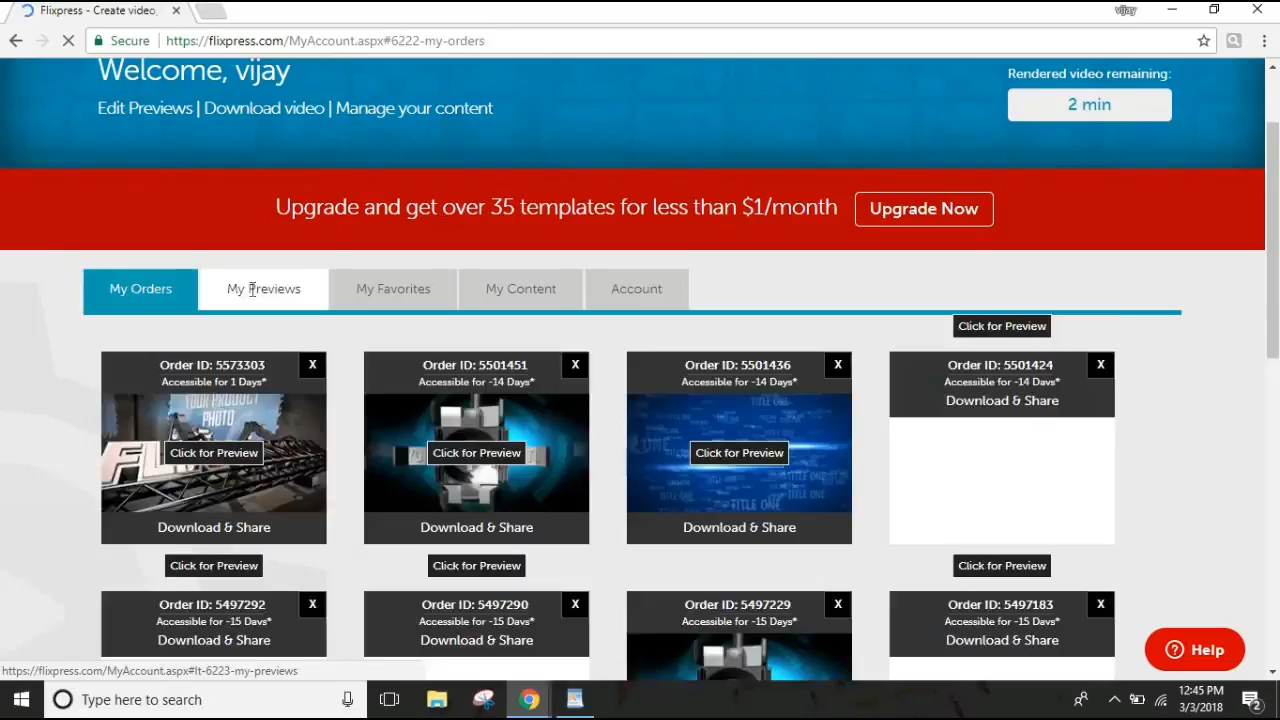 Flixpress - Create video,
vijay
Secure
https://flixpress.com/MyAccount.aspx#6222-my-orders
Welcome, vijay
Rendered video remaining:
Edit Previews | Download video | Manage your content
2 min
Upgrade and get over 35 templates for less than $1/month
Upgrade Now
My Orders
My Previews
My Favorites
My Content
Account
Click for Preview
Order ID: 5573303
X
Accessible for 1 Days*
YOUR PRODUCT
PHOTO
Click for Preview
Download & Share
Order ID: 5501451
X
Accessible for -14 Days*
Click for Preview
Download & Share
Order ID: 5501436
X
Accessible for -14 Days*
Click for Preview
TITLE ONE
Download & Share
Order ID: 5501424
X
Accessible for -14 Days*
Download & Share
Click for Preview
Click for Preview
Click for Preview
Order ID: 5497292
X
Accessible for -15 Days*
Download & Share
Order ID: 5497290
X
Accessible for -15 Days*
Download & Share
Order ID: 5497229
X
Accessible for -15 Days*
Order ID: 5497183
X
Accessible for -15 Days*
Download & Share
? Help
https://flixpress.com/MyAccount.aspx#lt-6223-my-previews
Type here to search
12:45 PM
3/3/2018
2